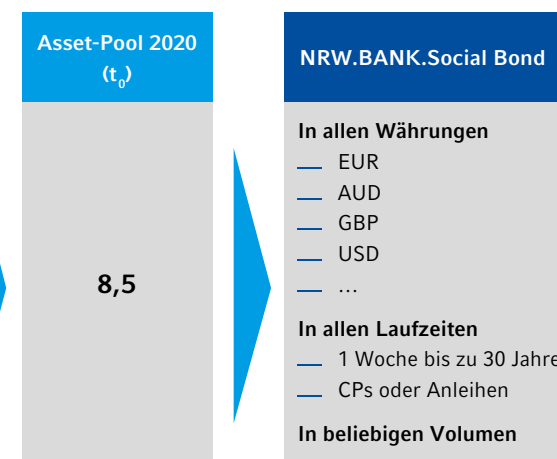 Asset-Pool 2020
(t0)
8,5
NRW.BANK.Social Bond
In allen Währungen
EUR
AUD
GBP
USD
…
In allen Laufzeiten
1 Woche bis zu 30 Jahre
CPs oder Anleihen
In beliebigen Volumen